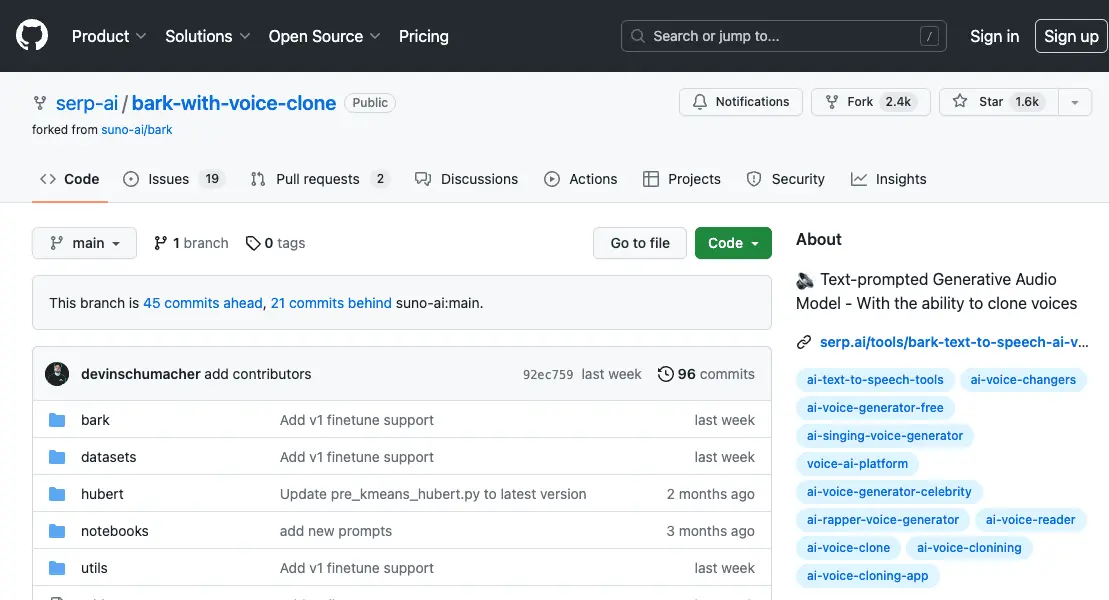 Product Solutions Open Source Pricing Search or jump to... / Sign in Sign up
serp-ai / bark-with-voice-clone Public Notifications Fork 2.4k Star 1.6k
forked from suno-ai/bark
Code Issues 19 Pull requests 2 Discussions Actions Projects Security Insights
main 1 branch 0 tags Go to file Code
This branch is 45 commits ahead, 21 commits behind suno-ai:main.
devinschumacher add contributors 92ec759 last week 96 commits
bark Add v1 finetune support last week
datasets Add v1 finetune support last week
hubert Update pre_kmeans_hubert.py to latest version 2 months ago
notebooks add new prompts 3 months ago
utils Add v1 finetune support last week
About
Text-prompted Generative Audio
Model - With the ability to clone voices
serp.ai/tools/bark-text-to-speech-ai-v...
ai-text-to-speech-tools ai-voice-changers
ai-voice-generator-free
ai-singing-voice-generator
voice-ai-platform
ai-voice-generator-celebrity
ai-rapper-voice-generator ai-voice-reader
ai-voice-clone ai-voice-clonining
ai-voice-cloning-app